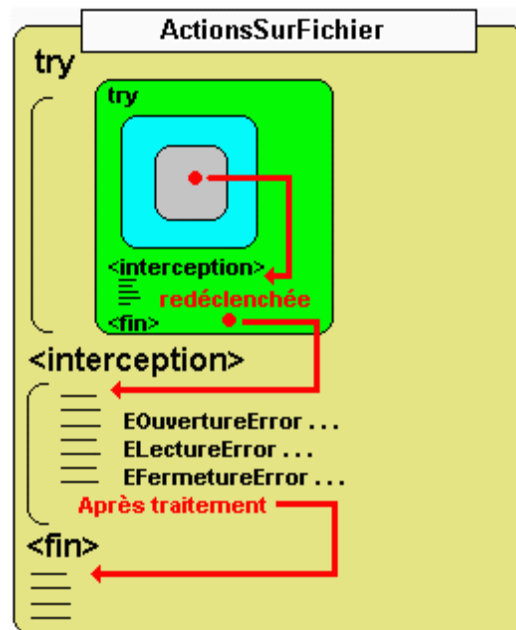 ActionsSurFichier
try
try
<interception>
redéclenchée
<fin>
<interception>
EOuvertureError . . .
ELectureError . . .
EFermetureError . . .
Après traitement
<fin>